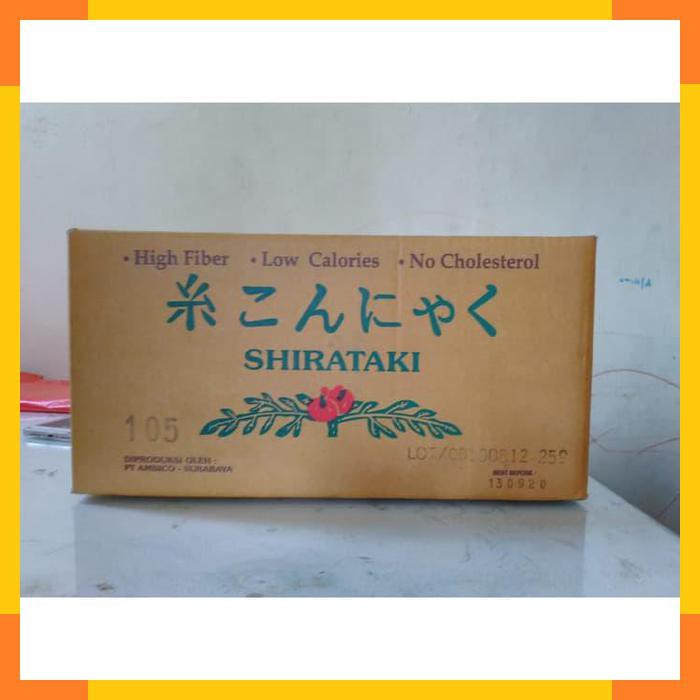 • High Fiber • Low Calories • No Cholesterol
糸こんにゃく
SHIRATAKI
105
DIPRODUKSI OLEH :
PT AMBICO - SURABAYA
BEST BEFORE :
130920